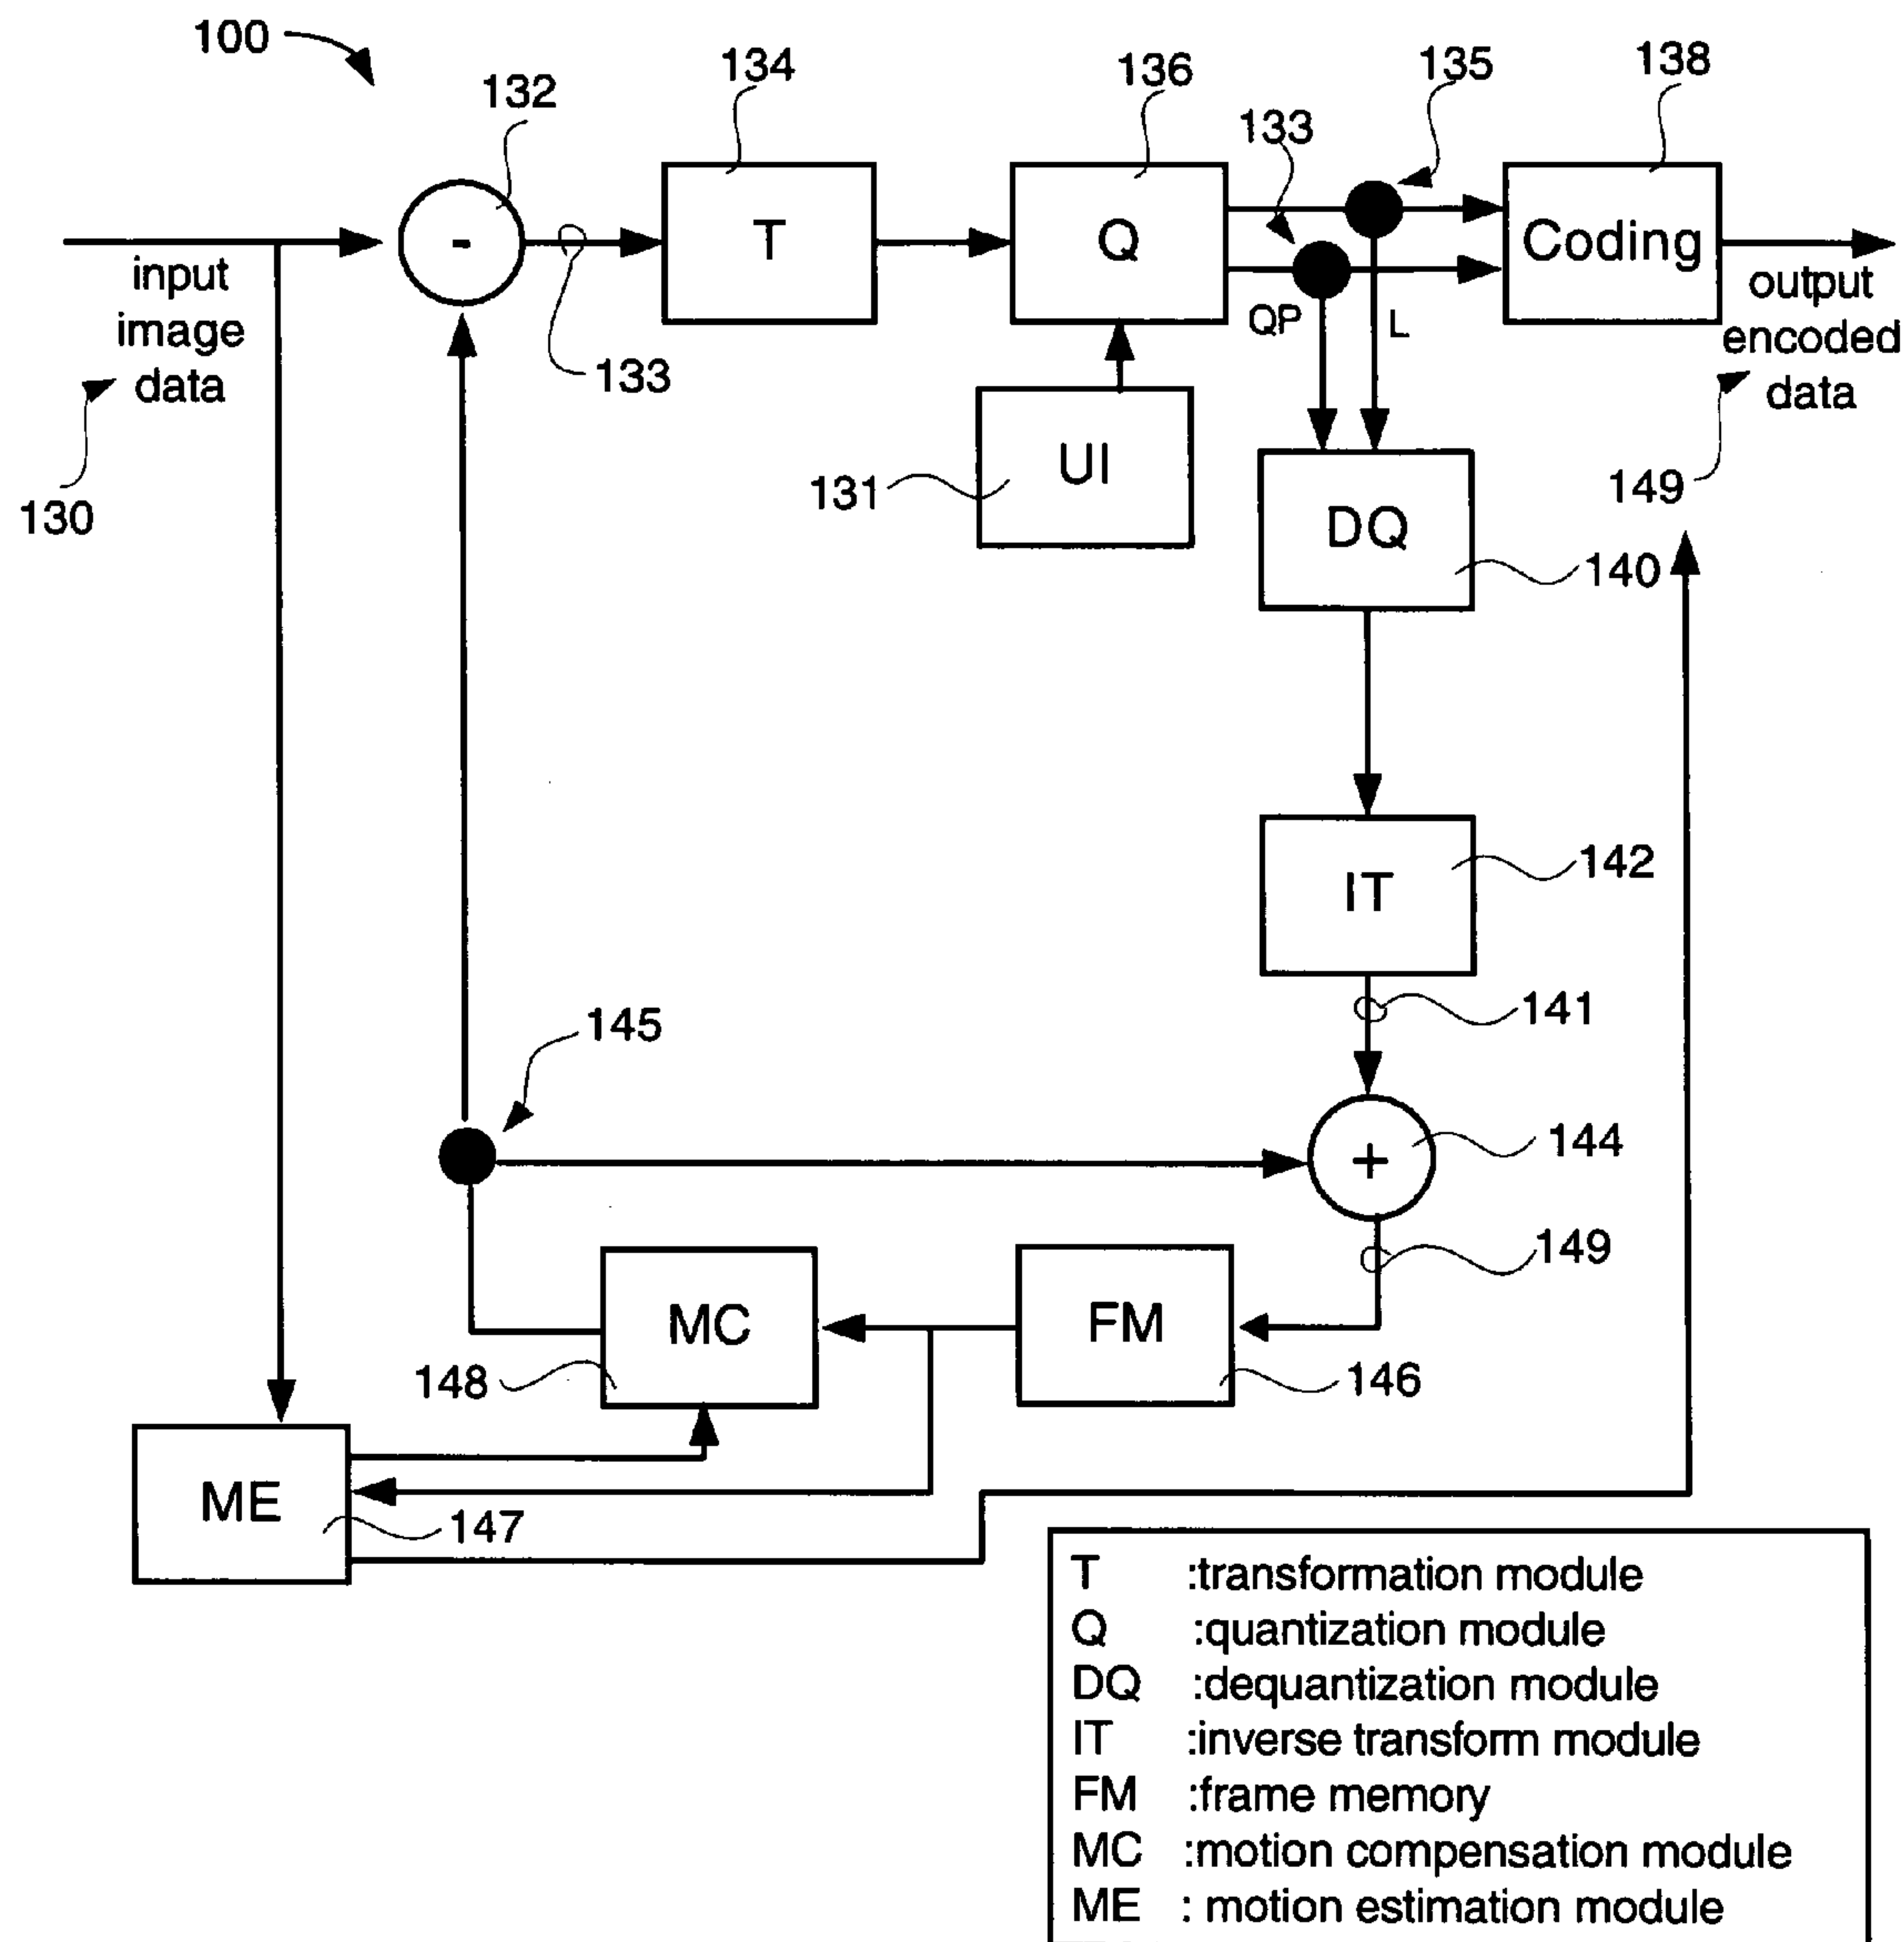 100
132
134
136
133
135
138
-
T
Q
Coding
input
image
data
130
133
QP
L
output
encoded
data
149
UI
131
DQ
140
IT
142
141
145
+
144
149
MC
148
FM
146
ME
147
T :transformation module
Q :quantization module
DQ :dequantization module
IT :inverse transform module
FM :frame memory
MC :motion compensation module
ME : motion estimation module